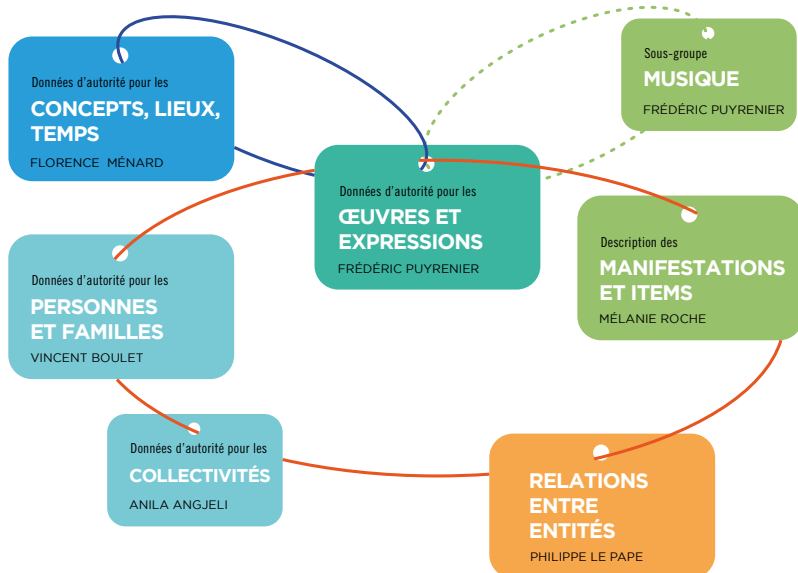 Données d'autorité pour les
CONCEPTS, LIEUX,
TEMPS
FLORENCE MÉNARD
Sous-groupe
MUSIQUE
FRÉDÉRIC PUYRENIER
Données d'autorité pour les
ŒUVRES ET
EXPRESSIONS
FRÉDÉRIC PUYRENIER
Description des
MANIFESTATIONS
ET ITEMS
MÉLANIE ROCHE
Données d'autorité pour les
PERSONNES
ET FAMILLES
VINCENT BOULET
Données d'autorité pour les
COLLECTIVITÉS
ANILA ANGJELI
RELATIONS
ENTRE
ENTITÉS
PHILIPPE LE PAPE